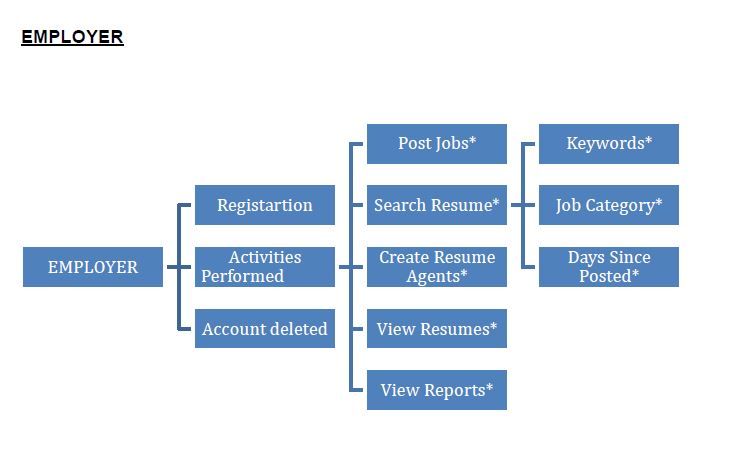 EMPLOYER
EMPLOYER
Registartion
Activities
Performed
Account deleted
Post Jobs*
Search Resume*
Create Resume
Agents*
View Resumes*
View Reports*
Keywords*
Job Category*
Days Since
Posted*